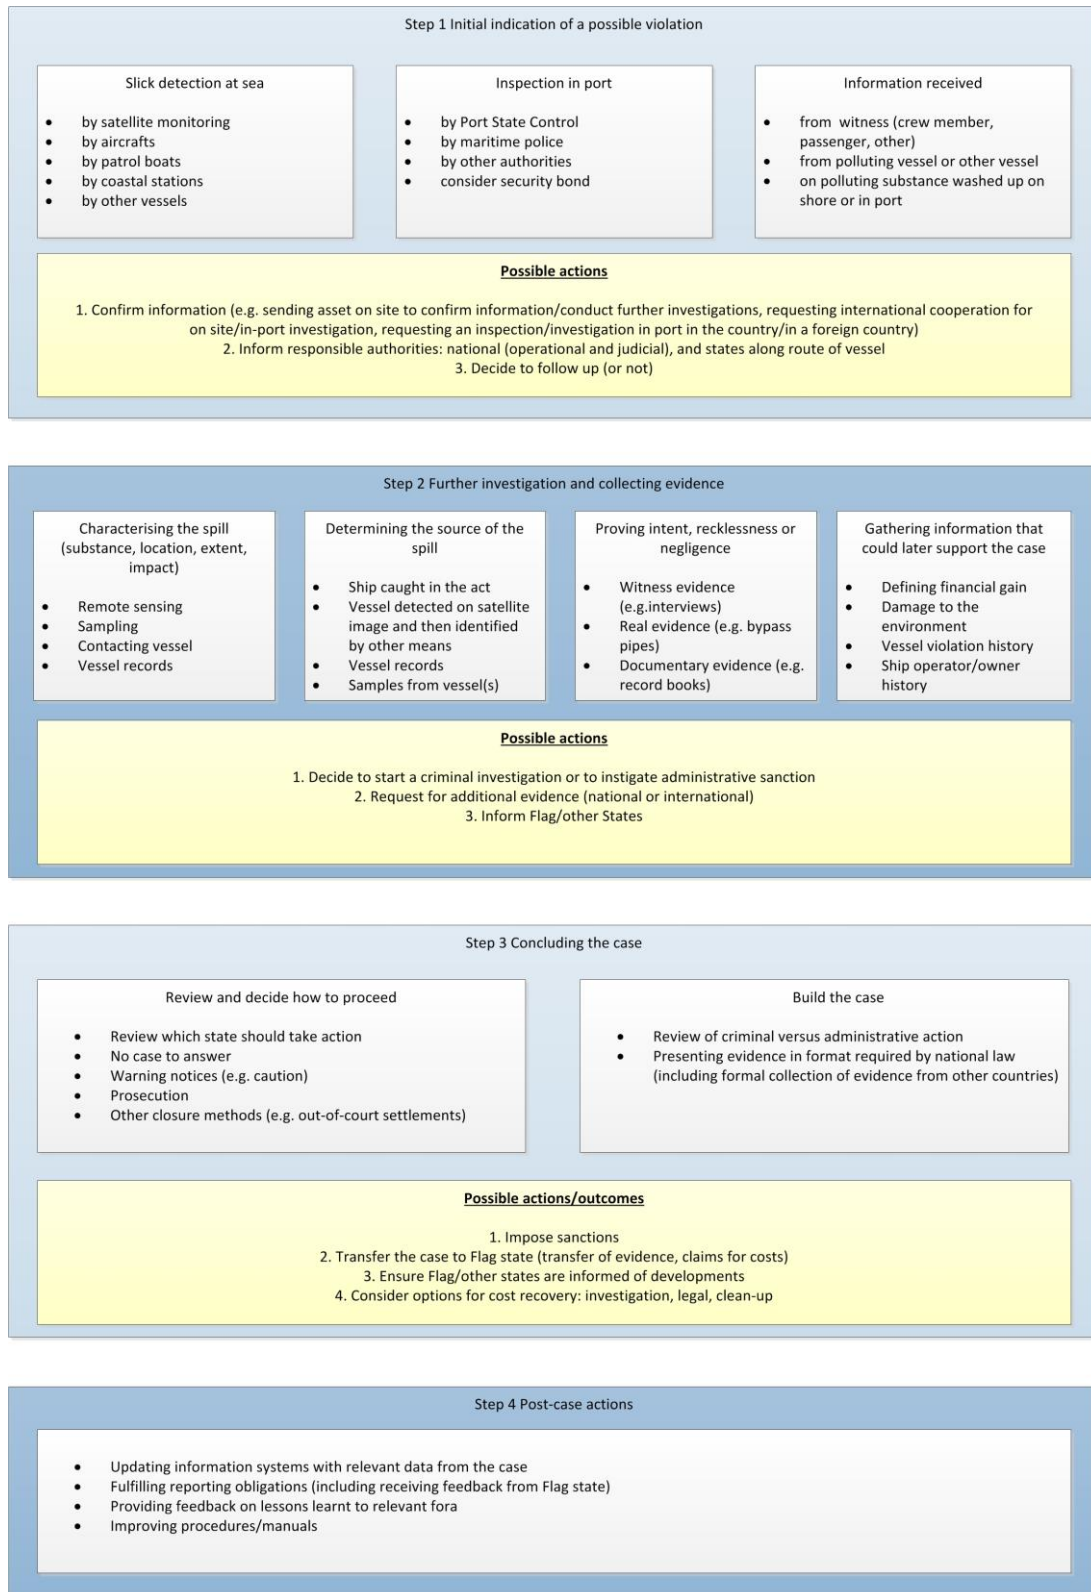 Step 1 Initial indication of a possible violation
Slick detection at sea
• by satellite monitoring
• by aircrafts
• by patrol boats
• by coastal stations
• by other vessels
Inspection in port
• by Port State Control
• by maritime police
• by other authorities
• consider security bond
Information received
• from witness (crew member,
passenger, other)
• from polluting vessel or other vessel
• on polluting substance washed up on
shore or in port
Possible actions
1. Confirm information (e.g. sending asset on site to confirm information/conduct further investigations, requesting international cooperation for
on site/in-port investigation, requesting an inspection/investigation in port in the country/in a foreign country)
2. Inform responsible authorities: national (operational and judicial), and states along route of vessel
3. Decide to follow up (or not)
Step 2 Further investigation and collecting evidence
Characterising the spill
(substance, location, extent,
impact)
• Remote sensing
• Sampling
• Contacting vessel
• Vessel records
Determining the source of the
spill
• Ship caught in the act
• Vessel detected on satellite
image and then identified
by other means
• Vessel records
• Samples from vessel(s)
Proving intent, recklessness or
negligence
• Witness evidence
(e.g.interviews)
• Real evidence (e.g. bypass
pipes)
• Documentary evidence (e.g.
record books)
Gathering information that
could later support the case
• Defining financial gain
• Damage to the
environment
• Vessel violation history
• Ship operator/owner
history
Possible actions
1. Decide to start a criminal investigation or to instigate administrative sanction
2. Request for additional evidence (national or international)
3. Inform Flag/other States
Step 3 Concluding the case
Review and decide how to proceed
• Review which state should take action
• No case to answer
• Warning notices (e.g. caution)
• Prosecution
• Other closure methods (e.g. out-of-court settlements)
Build the case
• Review of criminal versus administrative action
• Presenting evidence in format required by national law
(including formal collection of evidence from other countries)
Possible actions/outcomes
1. Impose sanctions
2. Transfer the case to Flag state (transfer of evidence, claims for costs)
3. Ensure Flag/other states are informed of developments
4. Consider options for cost recovery: investigation, legal, clean-up
Step 4 Post-case actions
• Updating information systems with relevant data from the case
• Fulfilling reporting obligations (including receiving feedback from Flag state)
• Providing feedback on lessons learnt to relevant fora
• Improving procedures/manuals